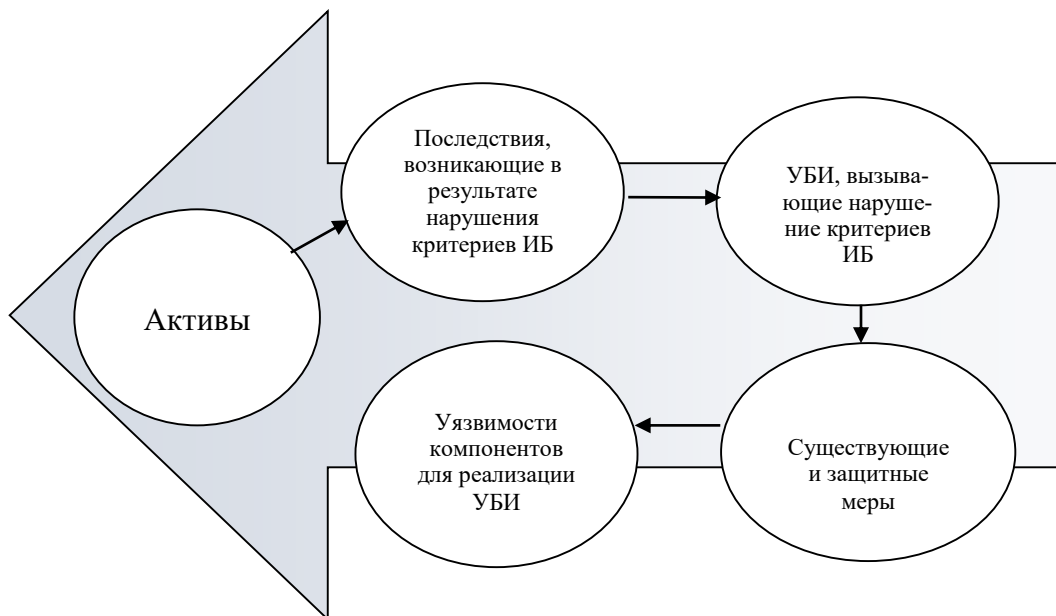 Активы
Последствия,
возникающие в
результате
нарушения
критериев ИБ
УБИ, вызыва-
ющие наруше-
ние критериев
ИБ
Существующие
и защитные
меры
Уязвимости
компонентов
для реализации
УБИ